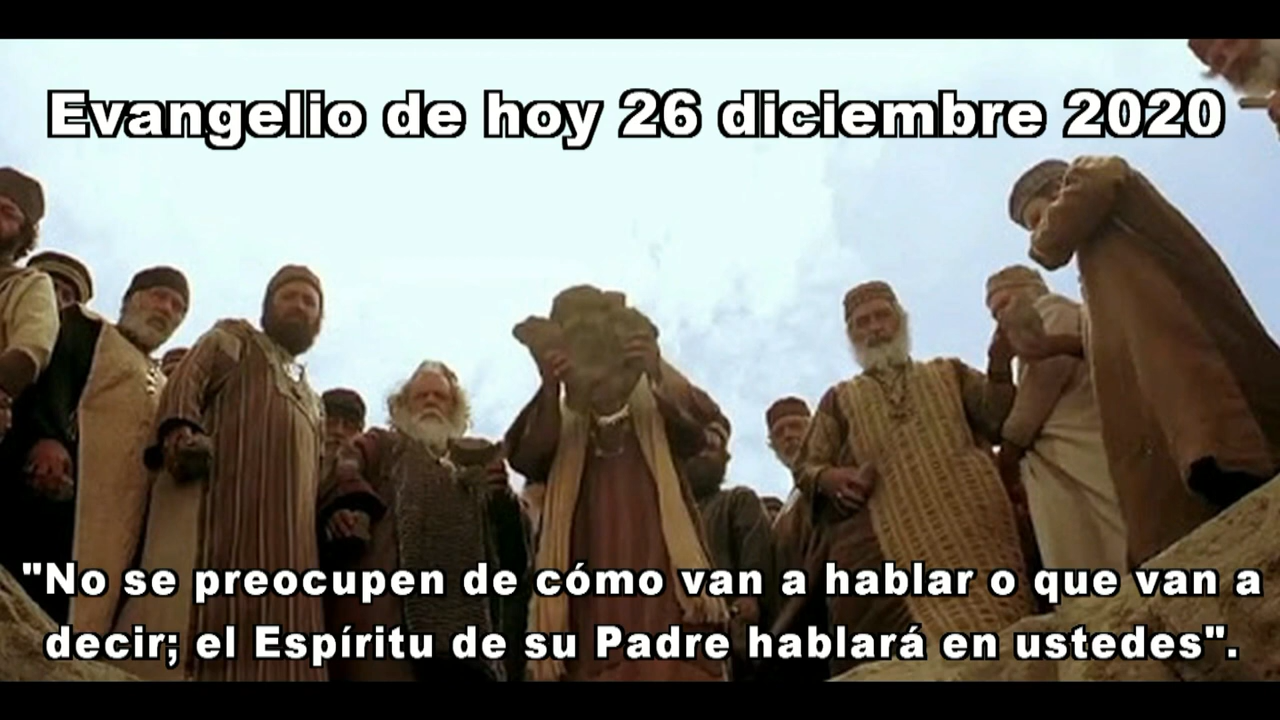 Evangelio de hoy 26 diciembre 2020
"No se preocupen de cómo van a hablar o que van a
decir; el Espíritu de su Padre hablará en ustedes".